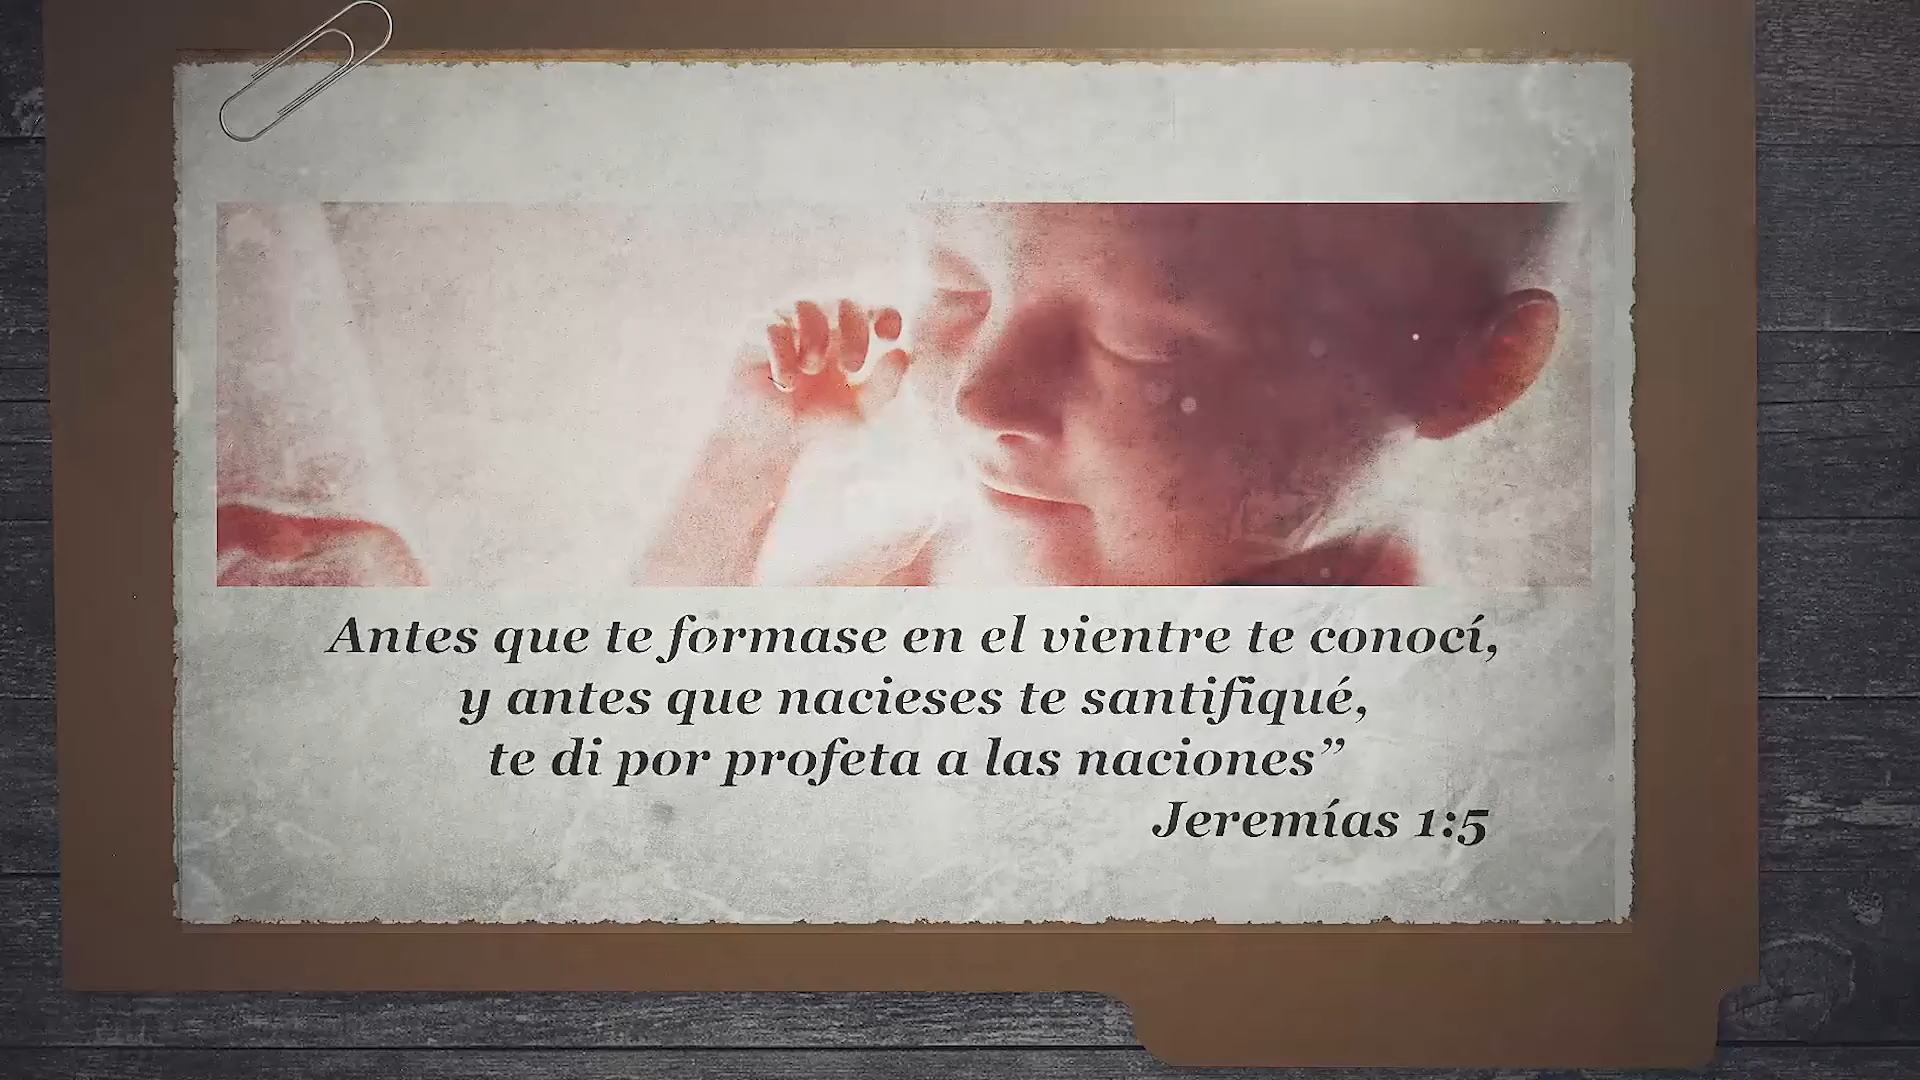 Antes que te formase en el vientre te conocí,
y antes que nacieses te santifiqué,
te di por profeta a las naciones”
Jeremías 1:5